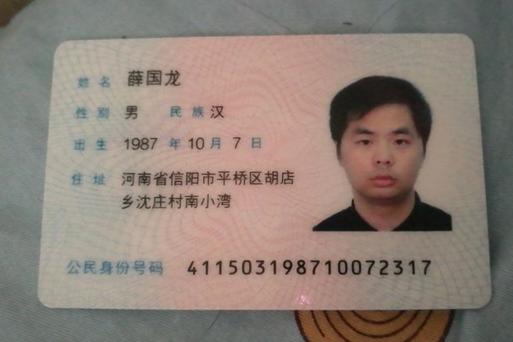 姓名 薛国龙
性别 男 民族 汉
出生 1987 年 10 月 7 日
住址 河南省信阳市平桥区胡店
乡沈庄村南小湾
公民身份号码 411503198710072317